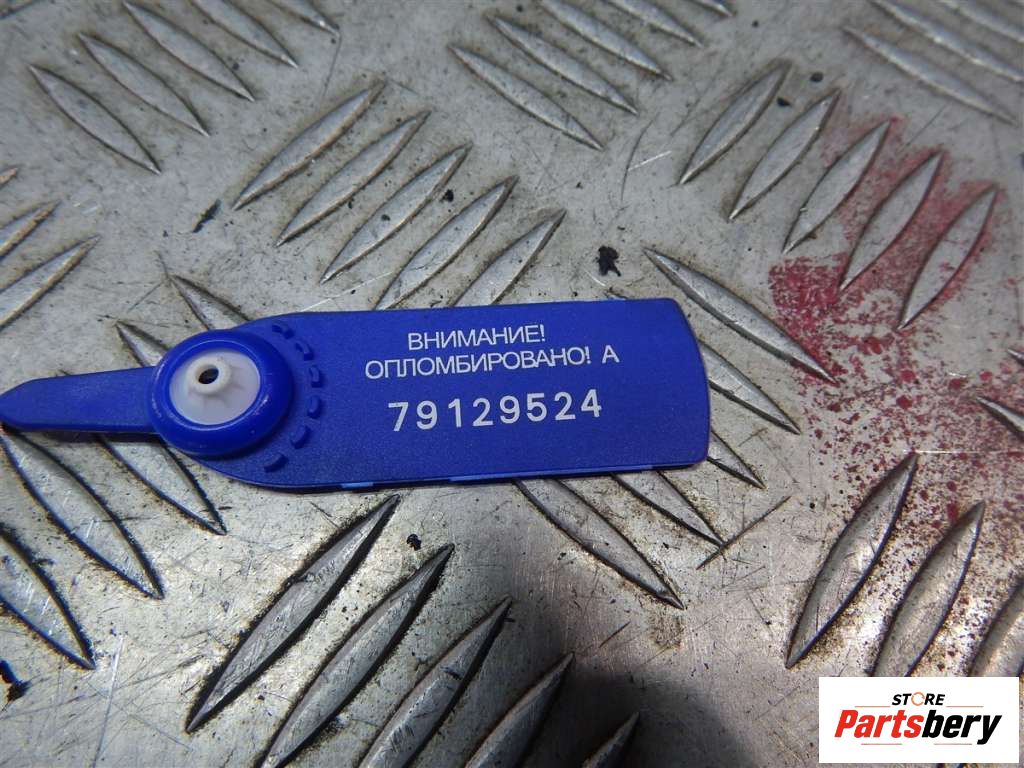 ВНИМАНИЕ!
ОПЛОМБИРОВАНО! А
79129524
STORE
Partsbery